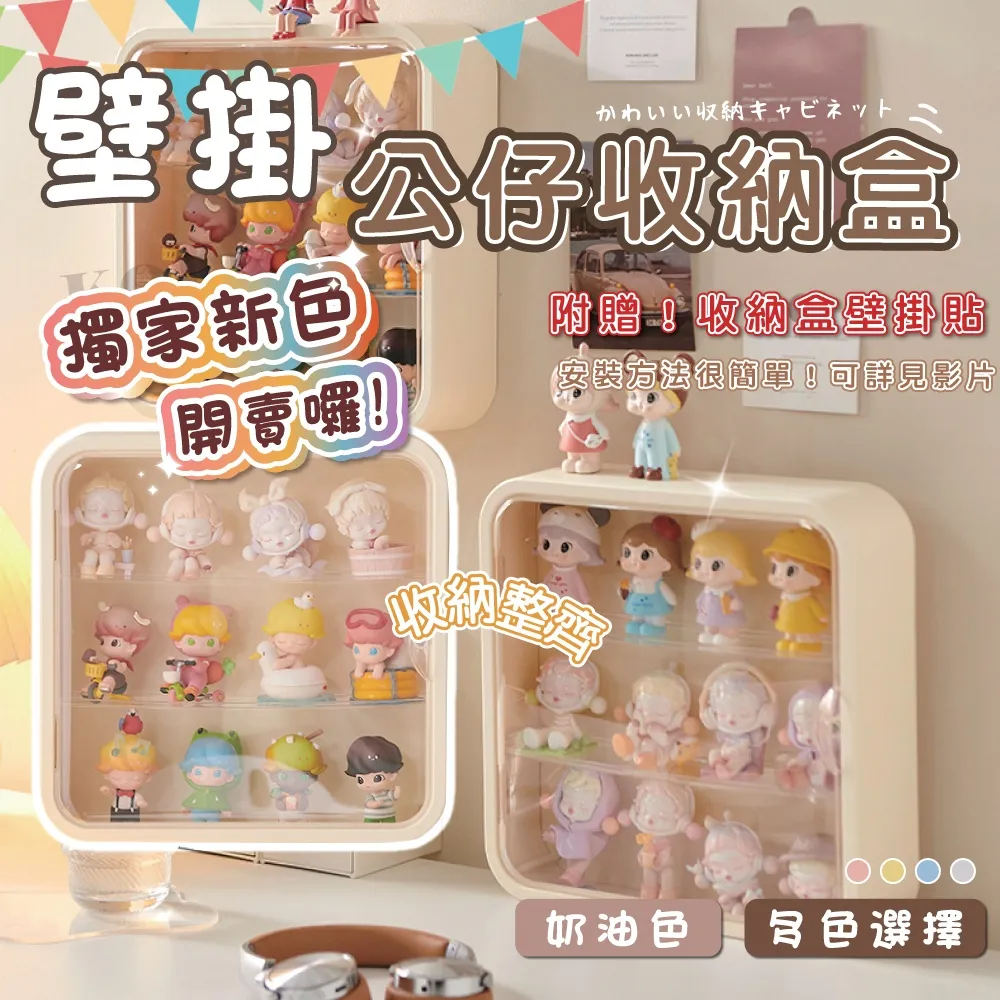 壁掛
かわいい収納キャビネット
公仔收納盒
獨家新色
開賣囉!
附贈！收納盒壁掛貼
安裝方法很簡單！可詳見影片
收納整齊
奶油色
多色選擇